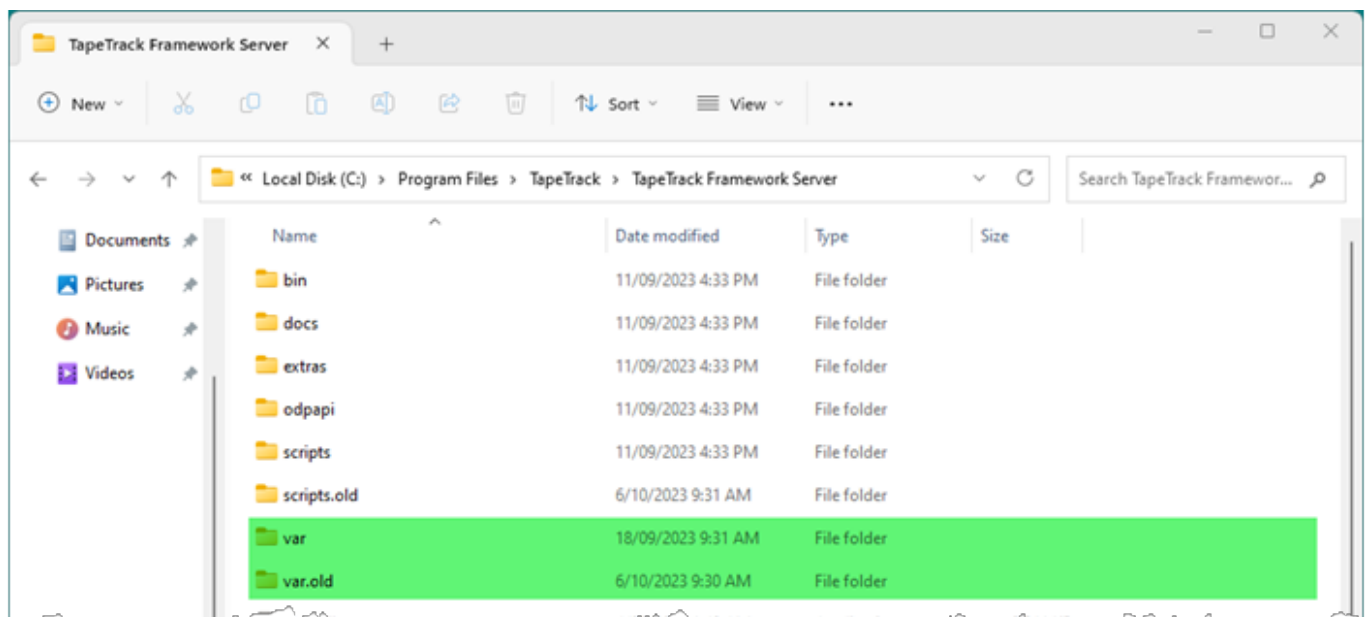 TapeTrack Framework Server
New
Sort
View
« Local Disk (C:) > Program Files > TapeTrack > TapeTrack Framework Server
Search TapeTrack Framewor...
Documents
Pictures
Music
Videos
Name Date modified Type Size
bin 11/09/2023 4:33 PM File folder
docs 11/09/2023 4:33 PM File folder
extras 11/09/2023 4:33 PM File folder
odpapi 11/09/2023 4:33 PM File folder
scripts 11/09/2023 4:33 PM File folder
scripts.old 6/10/2023 9:31 AM File folder
var 18/09/2023 9:31 AM File folder
var.old 6/10/2023 9:30 AM File folder